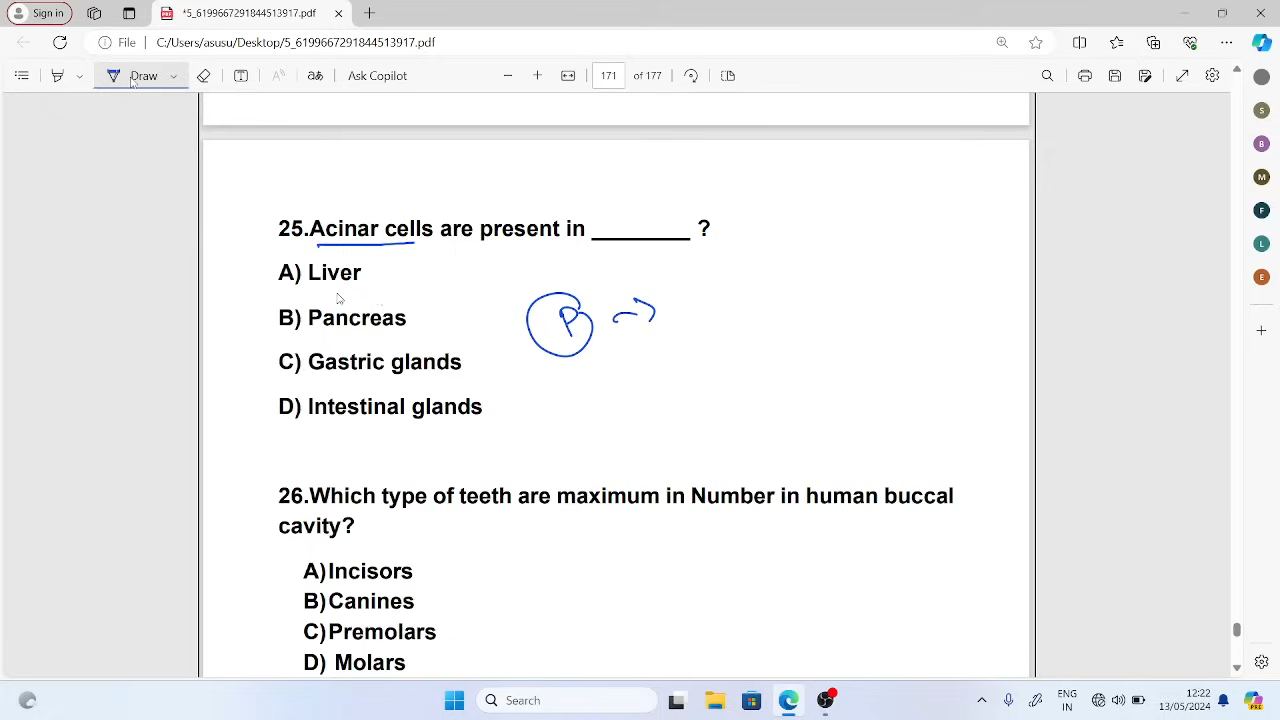 Sign in
*5_6199667291844513917.pdf
File
C:/Users/asusu/Desktop/5_6199667291844513917.pdf
Draw
Ask Copilot
171 of 177
25.Acinar cells are present in ________ ?
A) Liver
B) Pancreas
P
C) Gastric glands
D) Intestinal glands
26.Which type of teeth are maximum in Number in human buccal
cavity?
A)Incisors
B)Canines
C)Premolars
D) Molars
S
B
M
F
L
E
Search
ENG
IN
12:22
13/05/2024